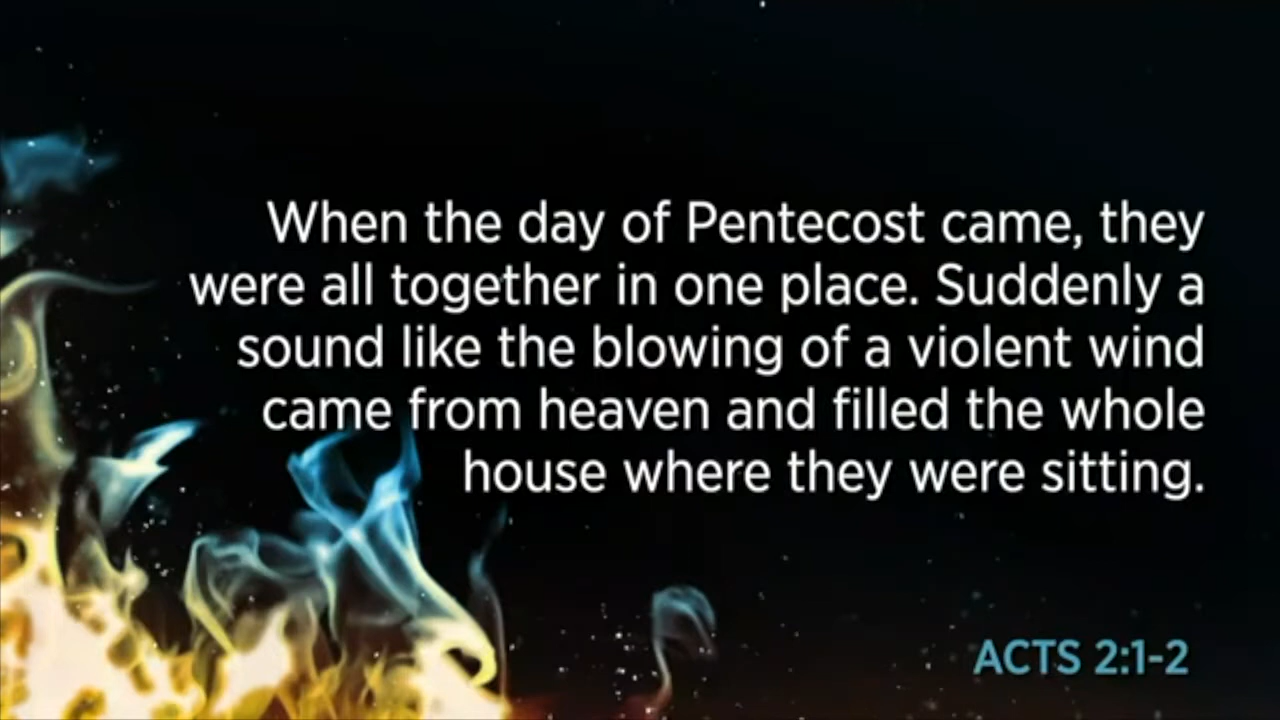 When the day of Pentecost came, they
were all together in one place. Suddenly a
sound like the blowing of a violent wind
came from heaven and filled the whole
house where they were sitting.
ACTS 2:1-2